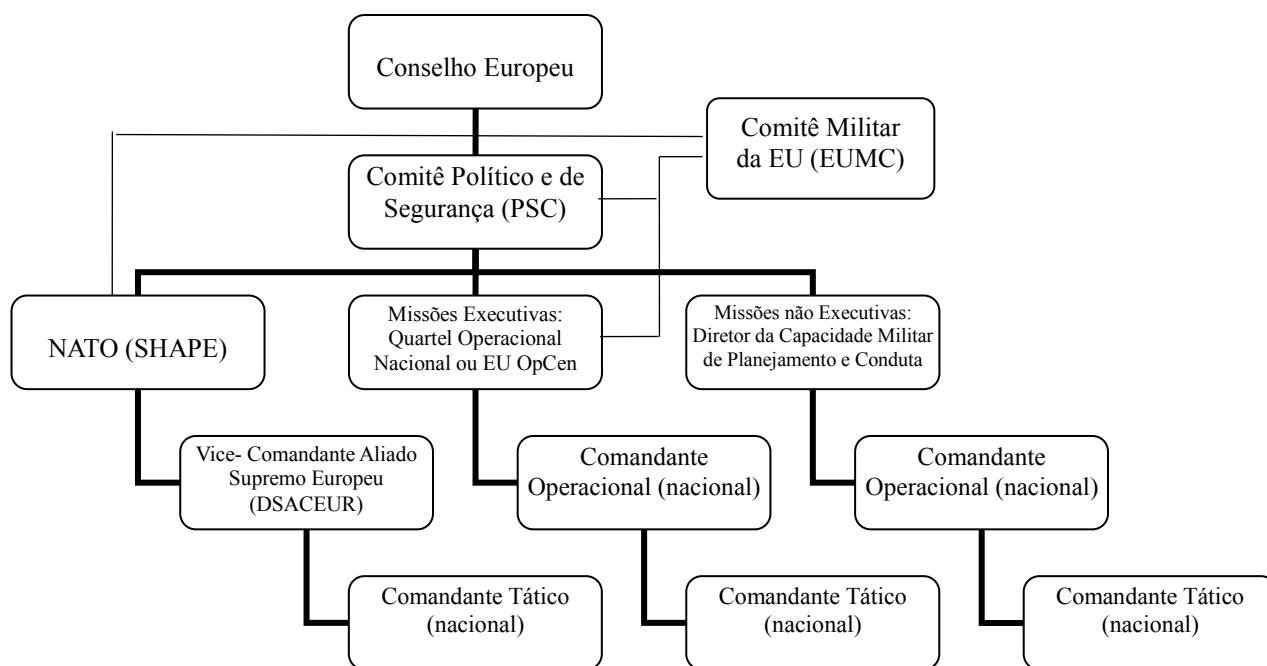 Conselho Europeu
Comitê Militar
da EU (EUMC)
Comitê Político e de
Segurança (PSC)
NATO (SHAPE)
Missões Executivas:
Quartel Operacional
Nacional ou EU OpCen
Missões não Executivas:
Diretor da Capacidade Militar
de Planejamento e Conduta
Vice- Comandante Aliado
Supremo Europeu
(DSACEUR)
Comandante
Operacional (nacional)
Comandante
Operacional (nacional)
Comandante Tático
(nacional)
Comandante Tático
(nacional)
Comandante Tático
(nacional)